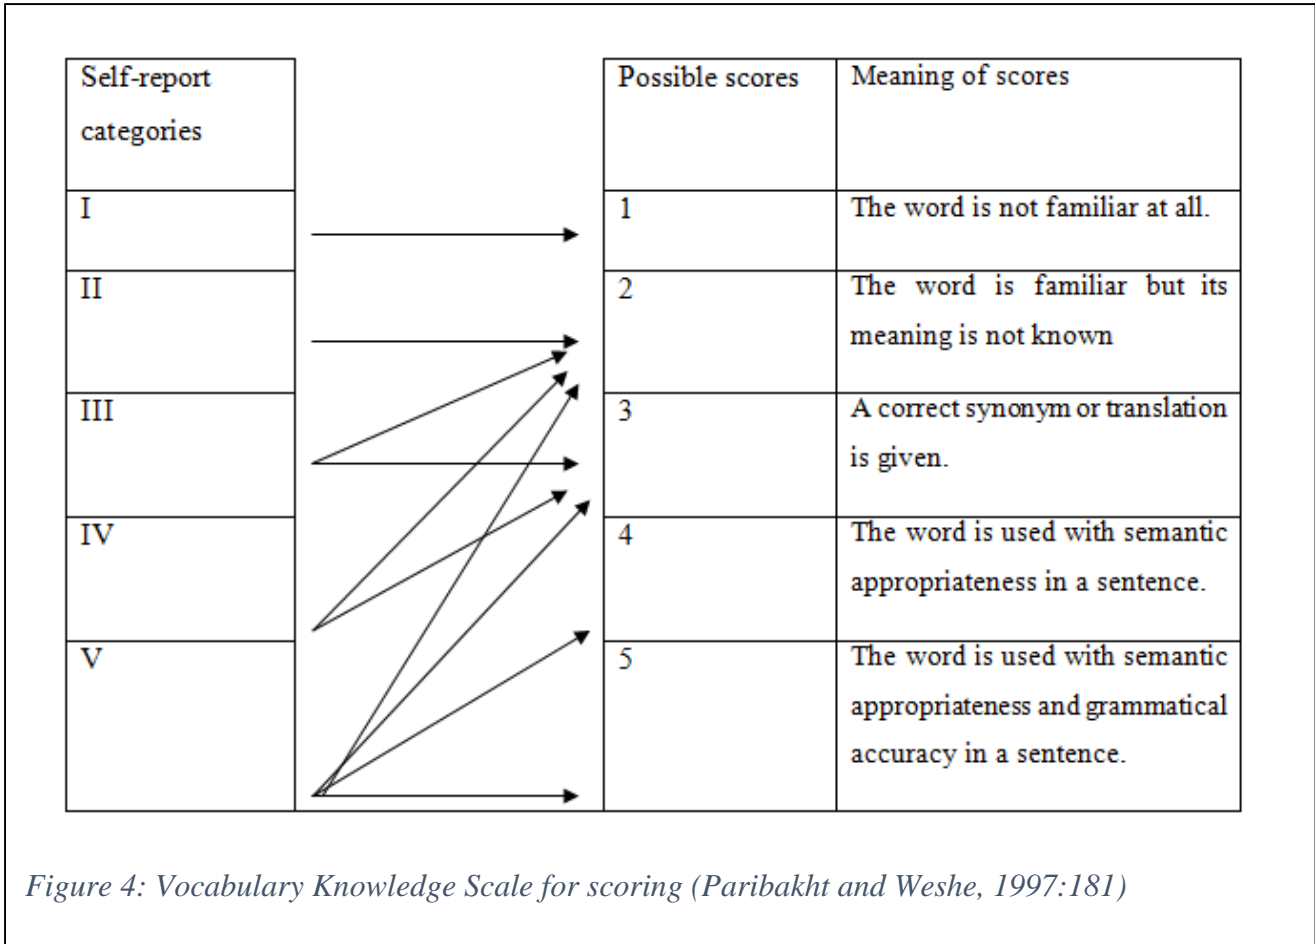 Self-report
categories
Possible scores
Meaning of scores
I
1
The word is not familiar at all.
II
2
The word is familiar but its
meaning is not known
III
3
A correct synonym or translation
is given.
IV
4
The word is used with semantic
appropriateness in a sentence.
V
5
The word is used with semantic
appropriateness and grammatical
accuracy in a sentence.
Figure 4: Vocabulary Knowledge Scale for scoring (Paribakht and Weshe, 1997:181)